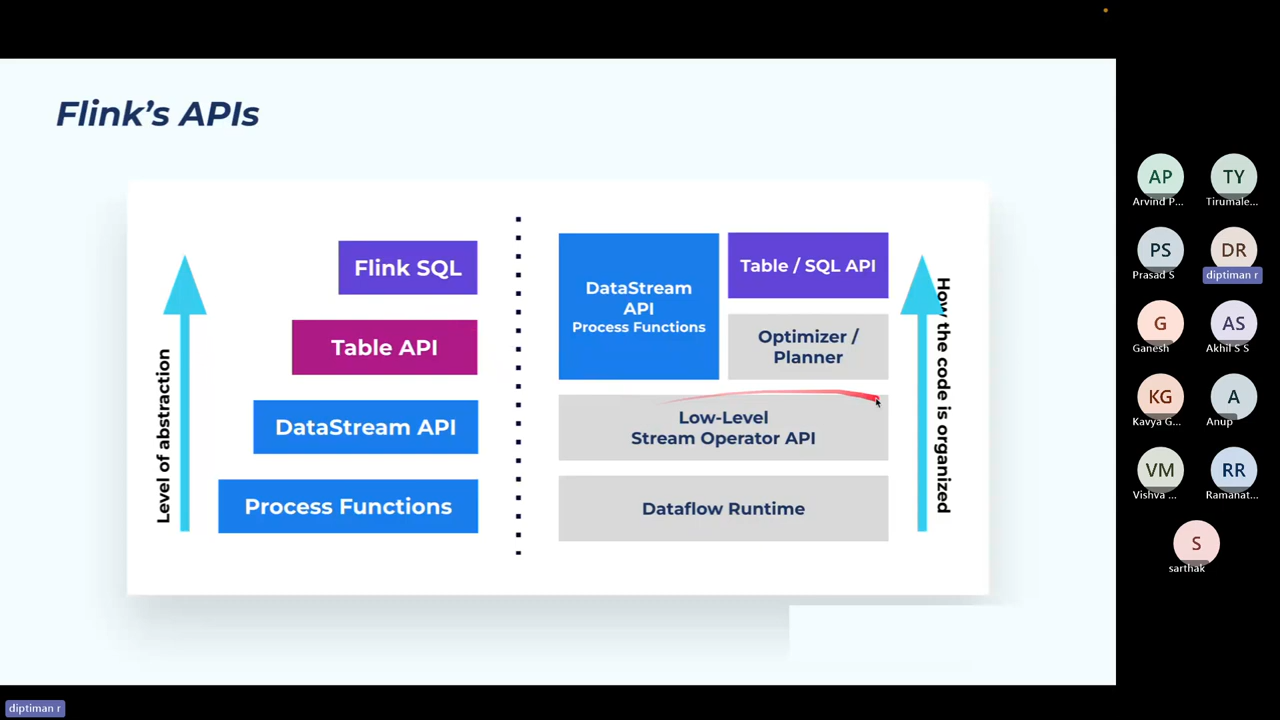 Flink's APIs
Level of abstraction
Flink SQL
Table API
DataStream API
Process Functions
DataStream
API
Process Functions
Table / SQL API
Optimizer /
Planner
Low-Level
Stream Operator API
Dataflow Runtime
How the code is organized
AP
Arvind P...
TY
Tirumale...
PS
Prasad S
DR
diptiman r
G
Ganesh
AS
Akhil S S
KG
Kavya G...
A
Anup
VM
Vishva ...
RR
Ramanat...
S
sarthak
diptiman r